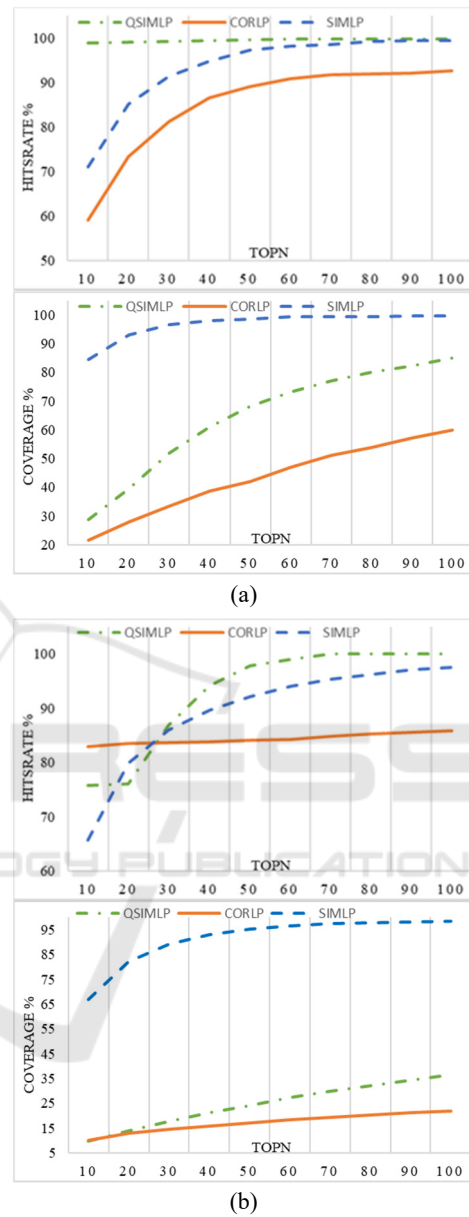 QSIMLP CORLP SIMLP
HITSRATE %
100
90
80
70
60
50
TOPN
10 20 30 40 50 60 70 80 90 100
QSIMLP CORLP SIMLP
COVERAGE %
100
90
80
70
60
50
40
30
20
TOPN
10 20 30 40 50 60 70 80 90 100
(a)
QSIMLP CORLP SIMLP
HITSRATE %
100
90
80
70
60
TOPN
10 20 30 40 50 60 70 80 90 100
RESS
OLOGY PUBLICATION
QSIMLP CORLP SIMLP
COVERAGE %
95
85
75
65
55
45
35
25
15
5
TOPN
10 20 30 40 50 60 70 80 90 100
(b)